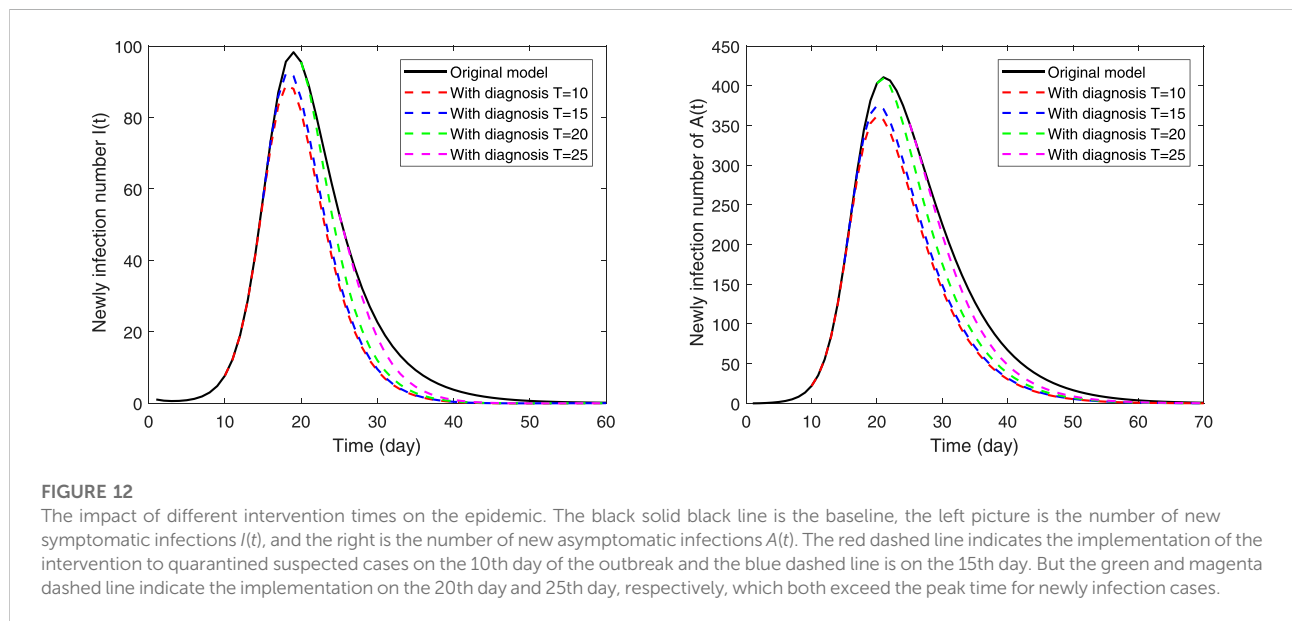 100
80
60
40
20
0
0 10 20 30 40 50 60
Newly infection number I(t)
Time (day)
Original model
With diagnosis T=10
With diagnosis T=15
With diagnosis T=20
With diagnosis T=25
450
400
350
300
250
200
150
100
50
0
0 10 20 30 40 50 60 70
Newly infection number of A(t)
Time (day)
Original model
With diagnosis T=10
With diagnosis T=15
With diagnosis T=20
With diagnosis T=25
FIGURE 12
The impact of different intervention times on the epidemic. The black solid black line is the baseline, the left picture is the number of new
symptomatic infections I(t), and the right is the number of new asymptomatic infections A(t). The red dashed line indicates the implementation of the
intervention to quarantined suspected cases on the 10th day of the outbreak and the blue dashed line is on the 15th day. But the green and magenta
dashed line indicate the implementation on the 20th day and 25th day, respectively, which both exceed the peak time for newly infection cases.